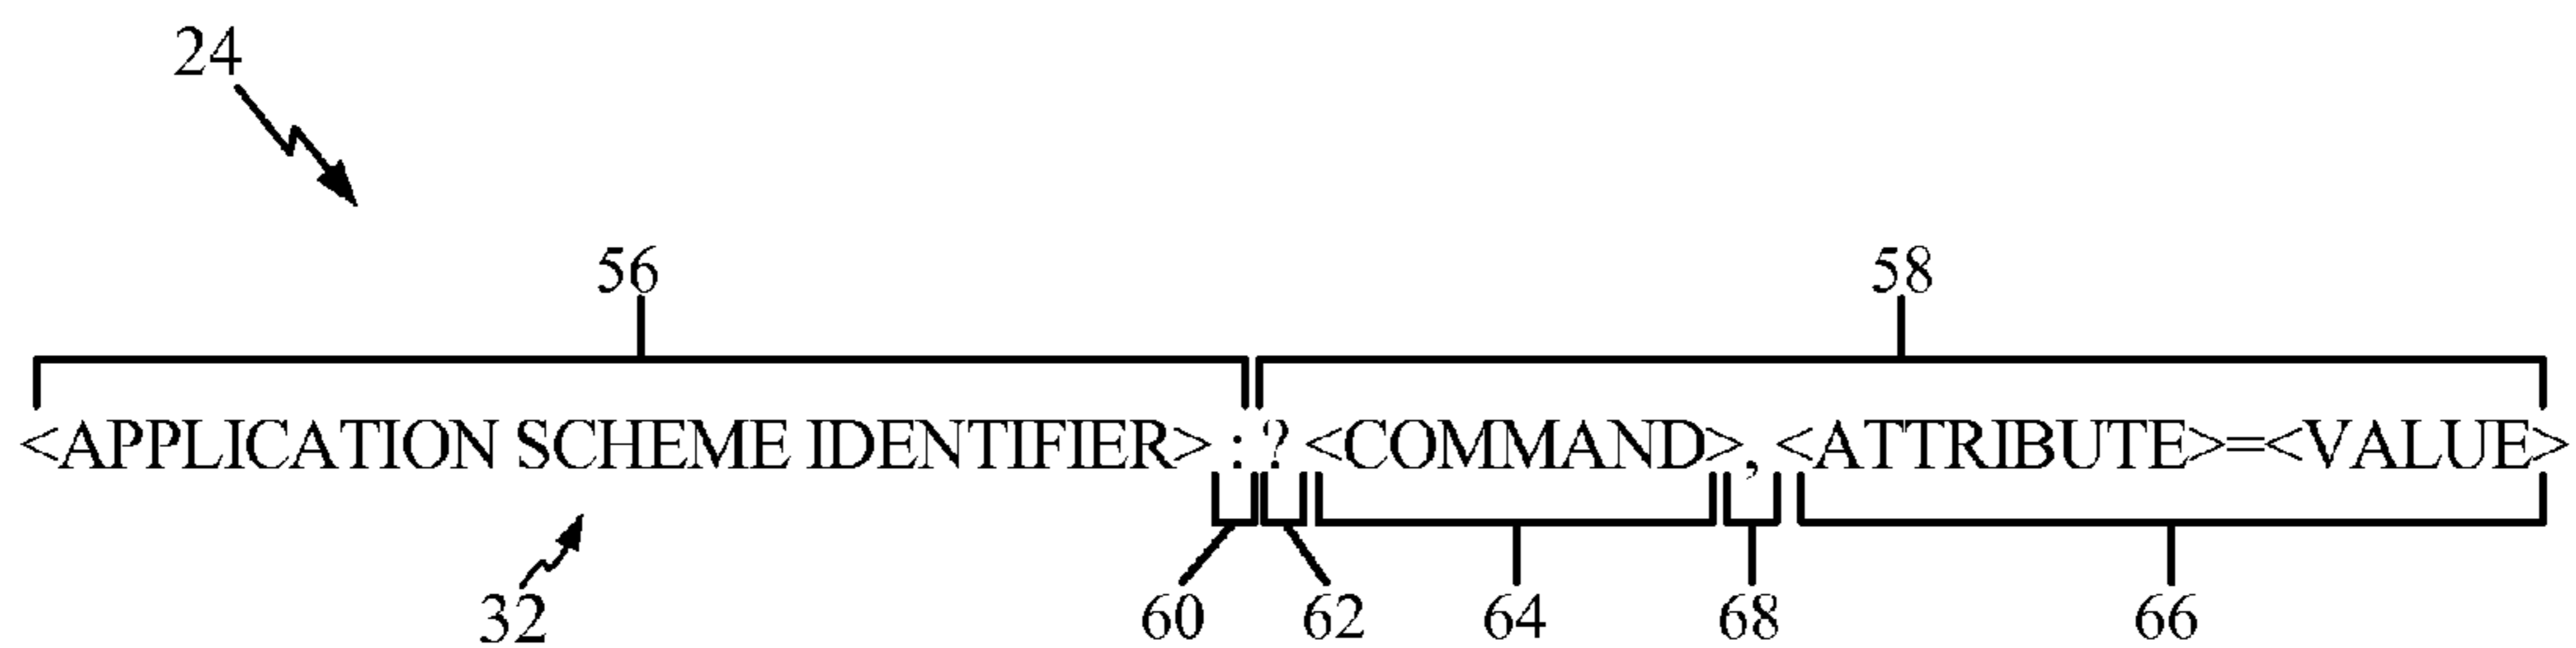 24
56 58
<APPLICATION SCHEME IDENTIFIER> : ? <COMMAND>, <ATTRIBUTE>=<VALUE>
32 60 62 64 68 66